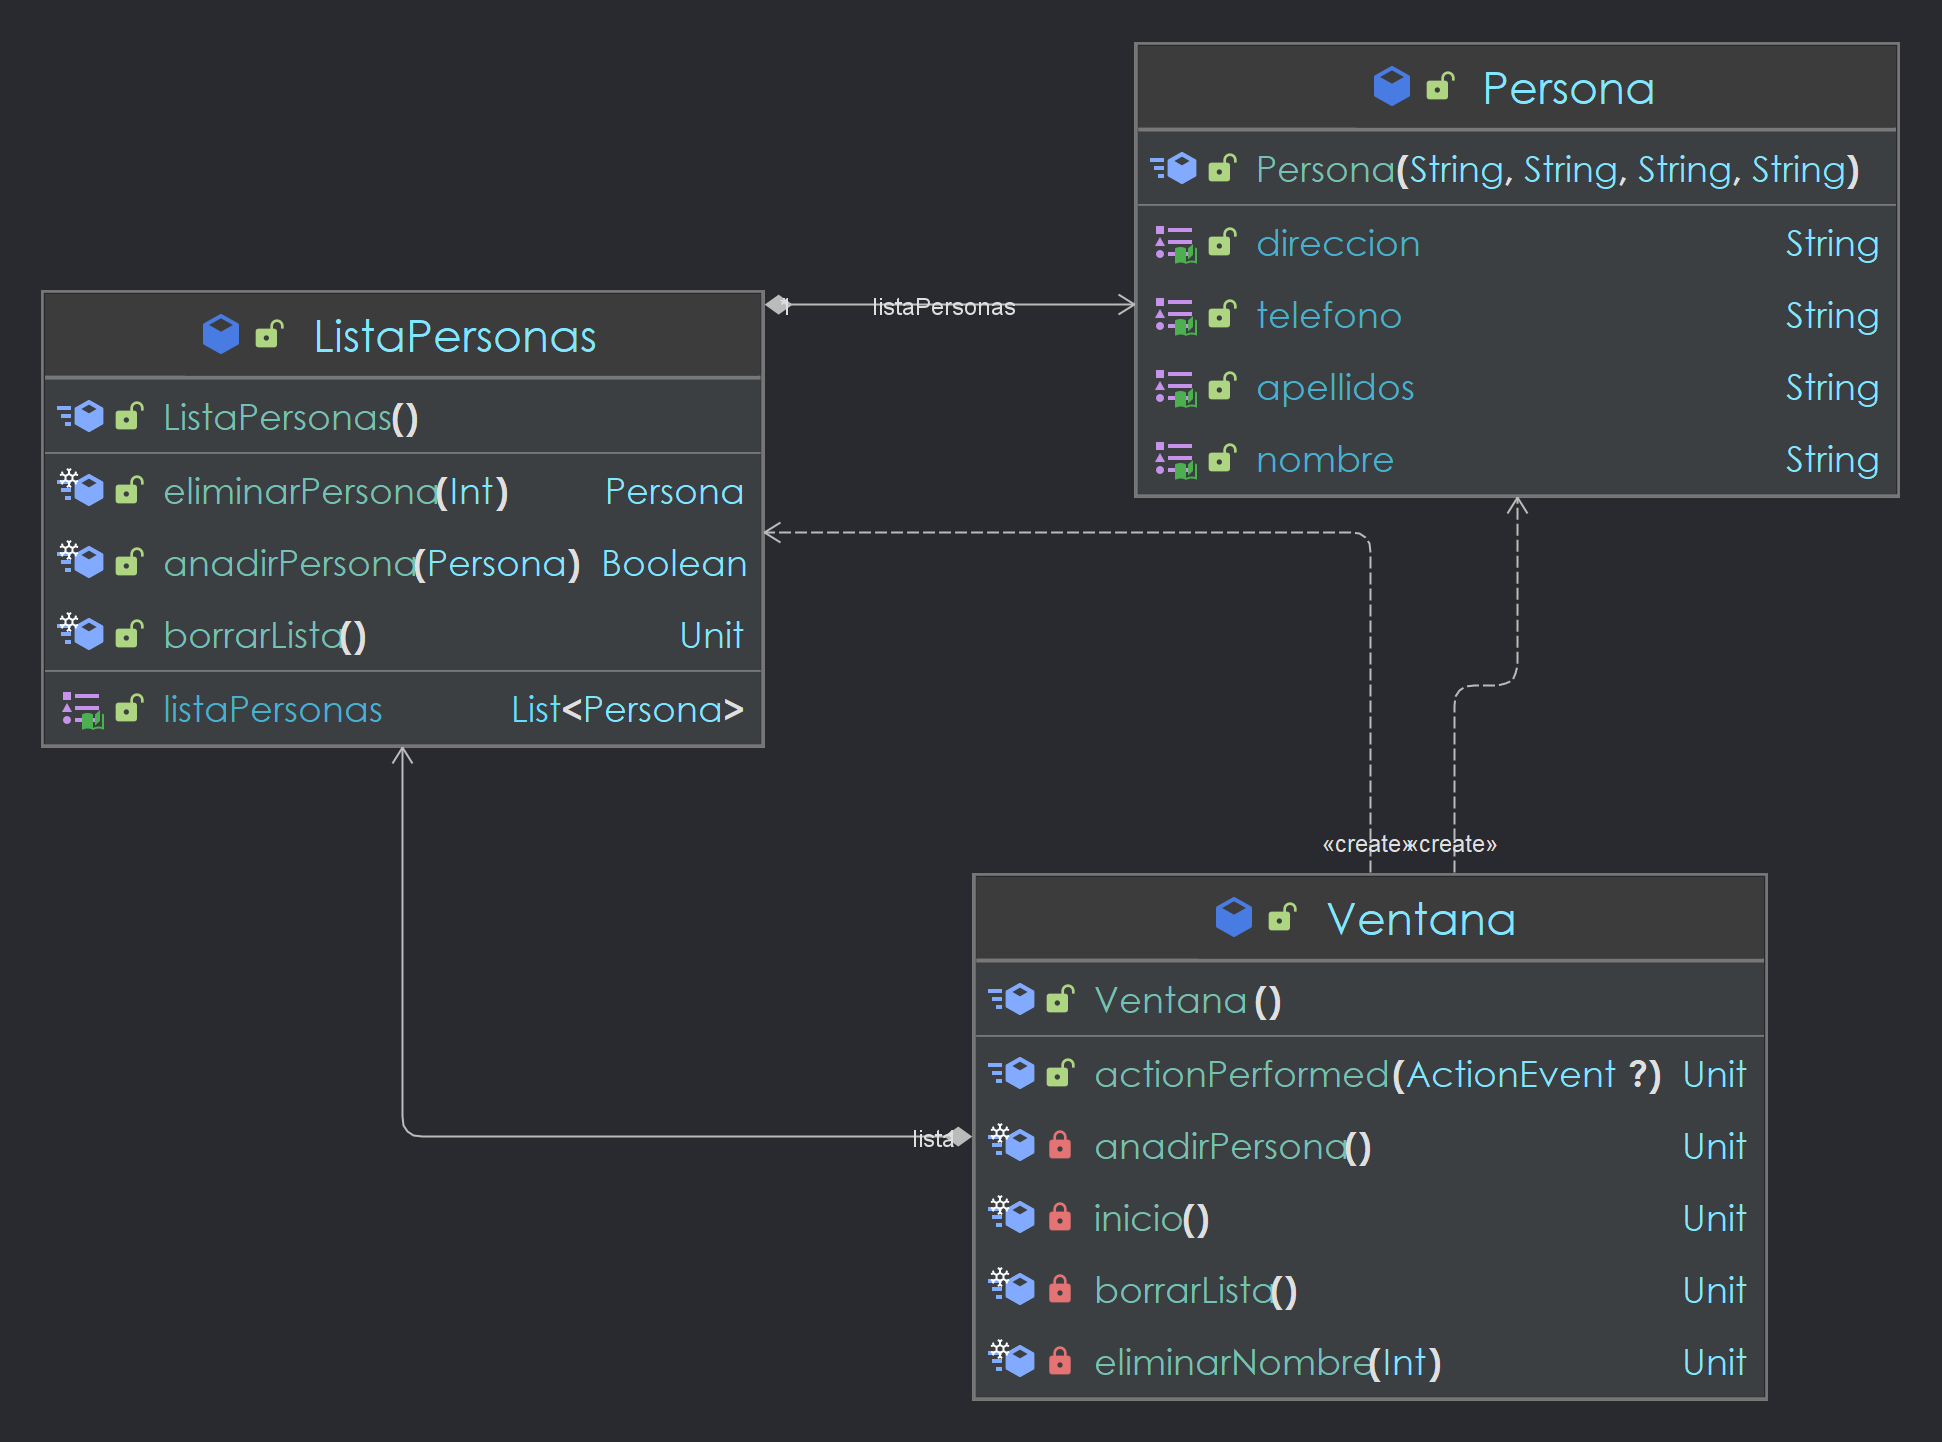 Persona
Persona(String, String, String, String)
direccion String
telefono String
apellidos String
nombre String
1 listaPersonas
ListaPersonas
ListaPersonas()
eliminarPersona(Int) Persona
anadirPersona(Persona) Boolean
borrarLista() Unit
listaPersonas List<Persona>
«create»
«create»
lista
Ventana
Ventana ()
actionPerformed(ActionEvent ?) Unit
anadirPersona() Unit
inicio() Unit
borrarLista() Unit
eliminarNombre(Int) Unit